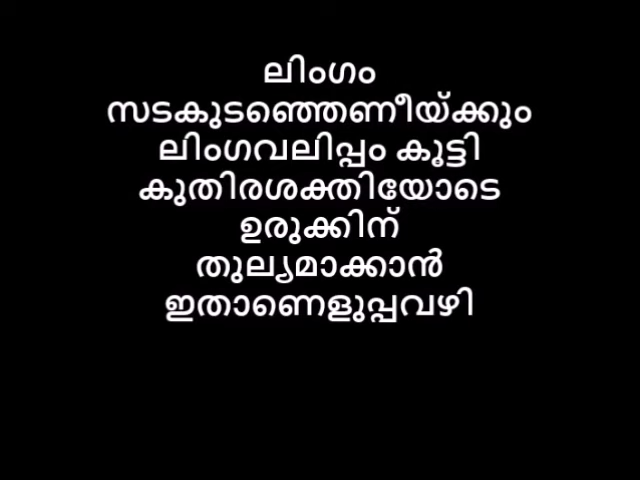 ലിംഗം
സടകുടഞ്ഞെണീയ്ക്കും
ലിംഗവലിപ്പം കൂട്ടി
കുതിരശക്തിയോടെ
ഉരുക്കിന്
തുല്യമാക്കാൻ
ഇതാണെളുപ്പവഴി